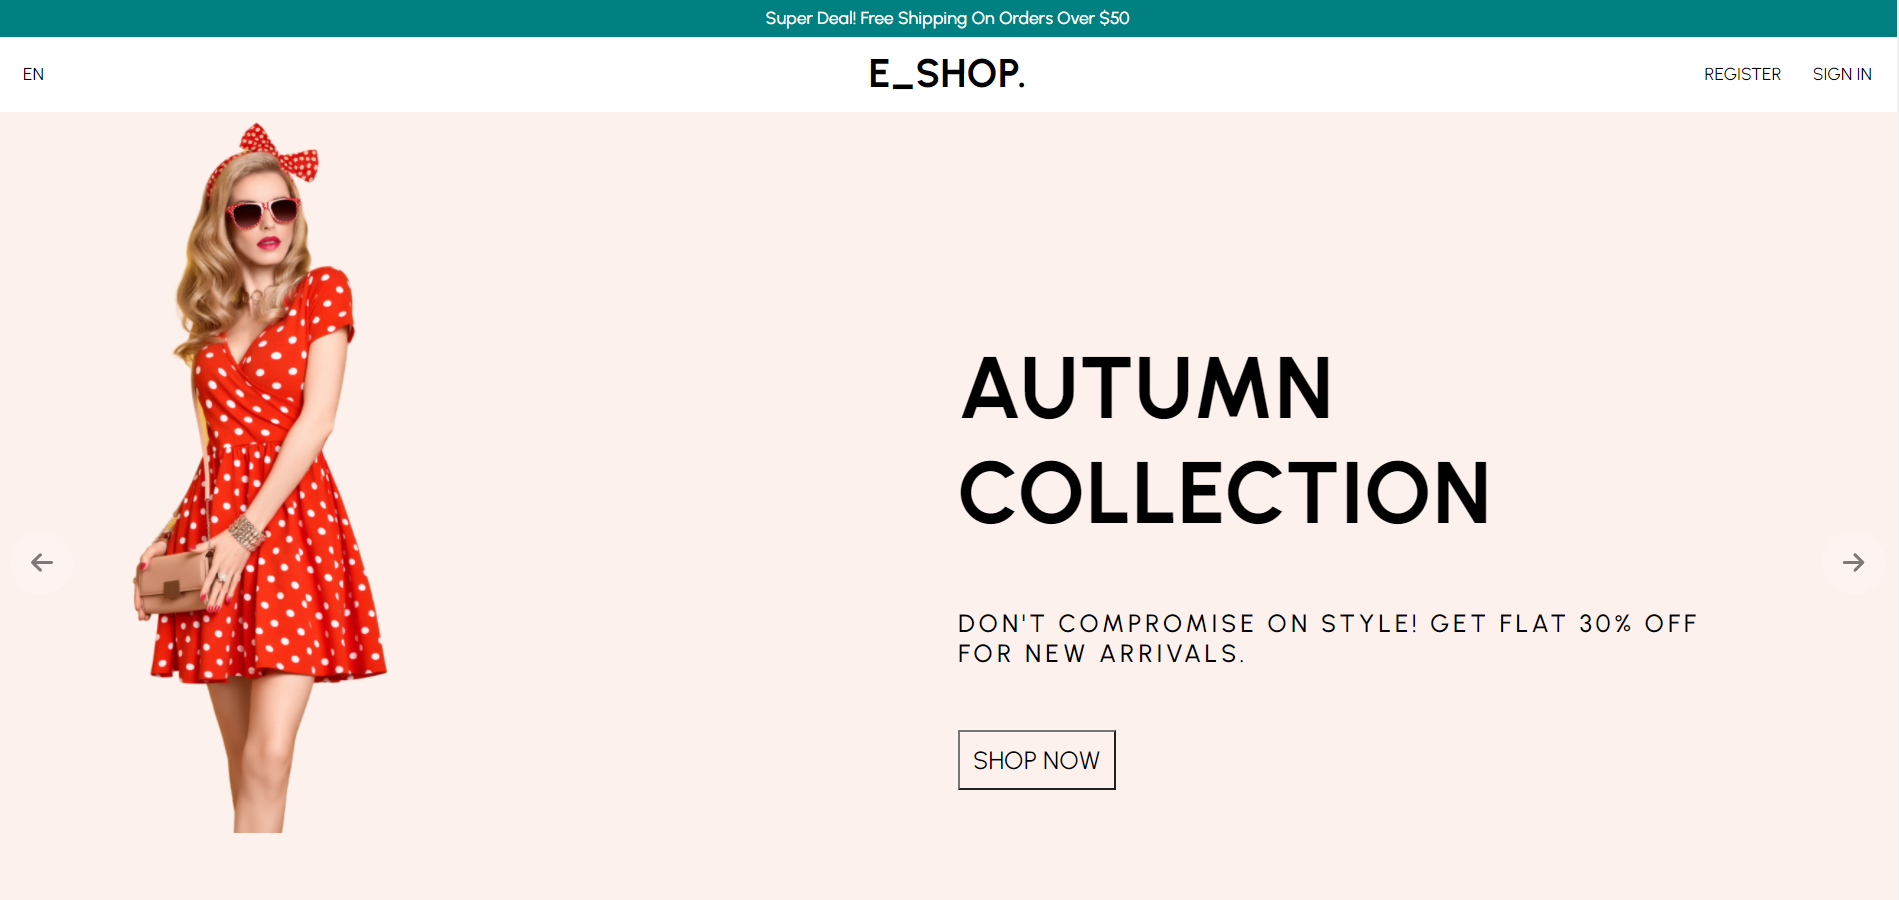 Super Deal! Free Shipping On Orders Over $50
EN
E_SHOP.
REGISTER
SIGN IN
AUTUMN
COLLECTION
DON'T COMPROMISE ON STYLE! GET FLAT 30% OFF
FOR NEW ARRIVALS.
SHOP NOW